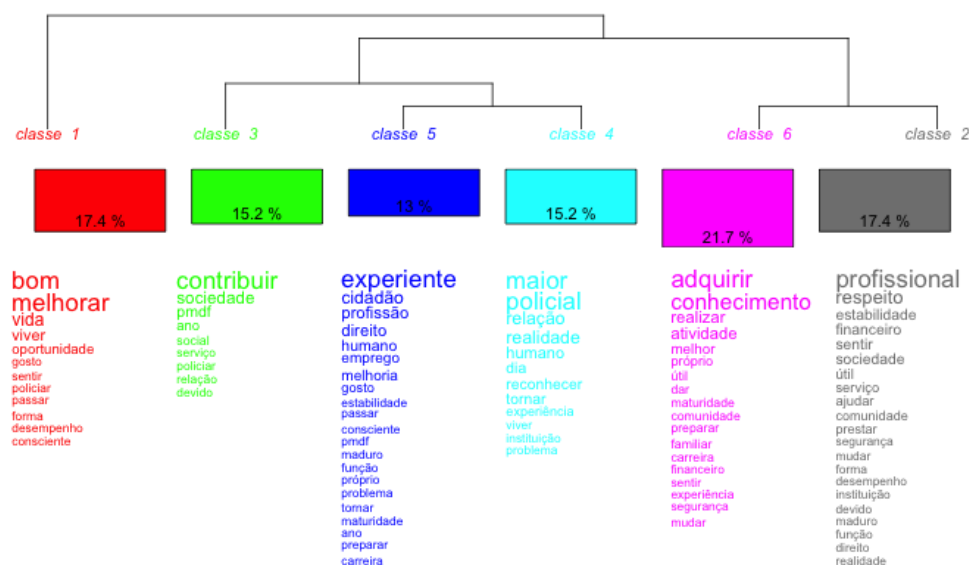 classe 1 classe 3 classe 5 classe 4 classe 6 classe 2
17.4 % 15.2 % 13 % 15.2 % 21.7 % 17.4 %
bom
melhorar
vida
viver
oportunidade
gosto
sentir
policiar
passar
forma
desempenho
consciente
contribuir
sociedade
pmdf
ano
social
serviço
policiar
relação
devido
experiente
cidadão
profissão
direito
humano
emprego
melhoria
gosto
estabilidade
passar
consciente
pmdf
maduro
função
próprio
problema
tornar
maturidade
ano
preparar
carreira
maior
policial
relação
realidade
humano
dia
reconhecer
tornar
experiência
viver
instituição
problema
adquirir
conhecimento
realizar
atividade
melhor
próprio
útil
dar
maturidade
comunidade
preparar
familiar
carreira
financeiro
sentir
experiência
segurança
mudar
profissional
respeito
estabilidade
financeiro
sentir
sociedade
útil
serviço
ajudar
comunidade
prestar
segurança
mudar
forma
desempenho
instituição
devido
maduro
função
direito
realidade